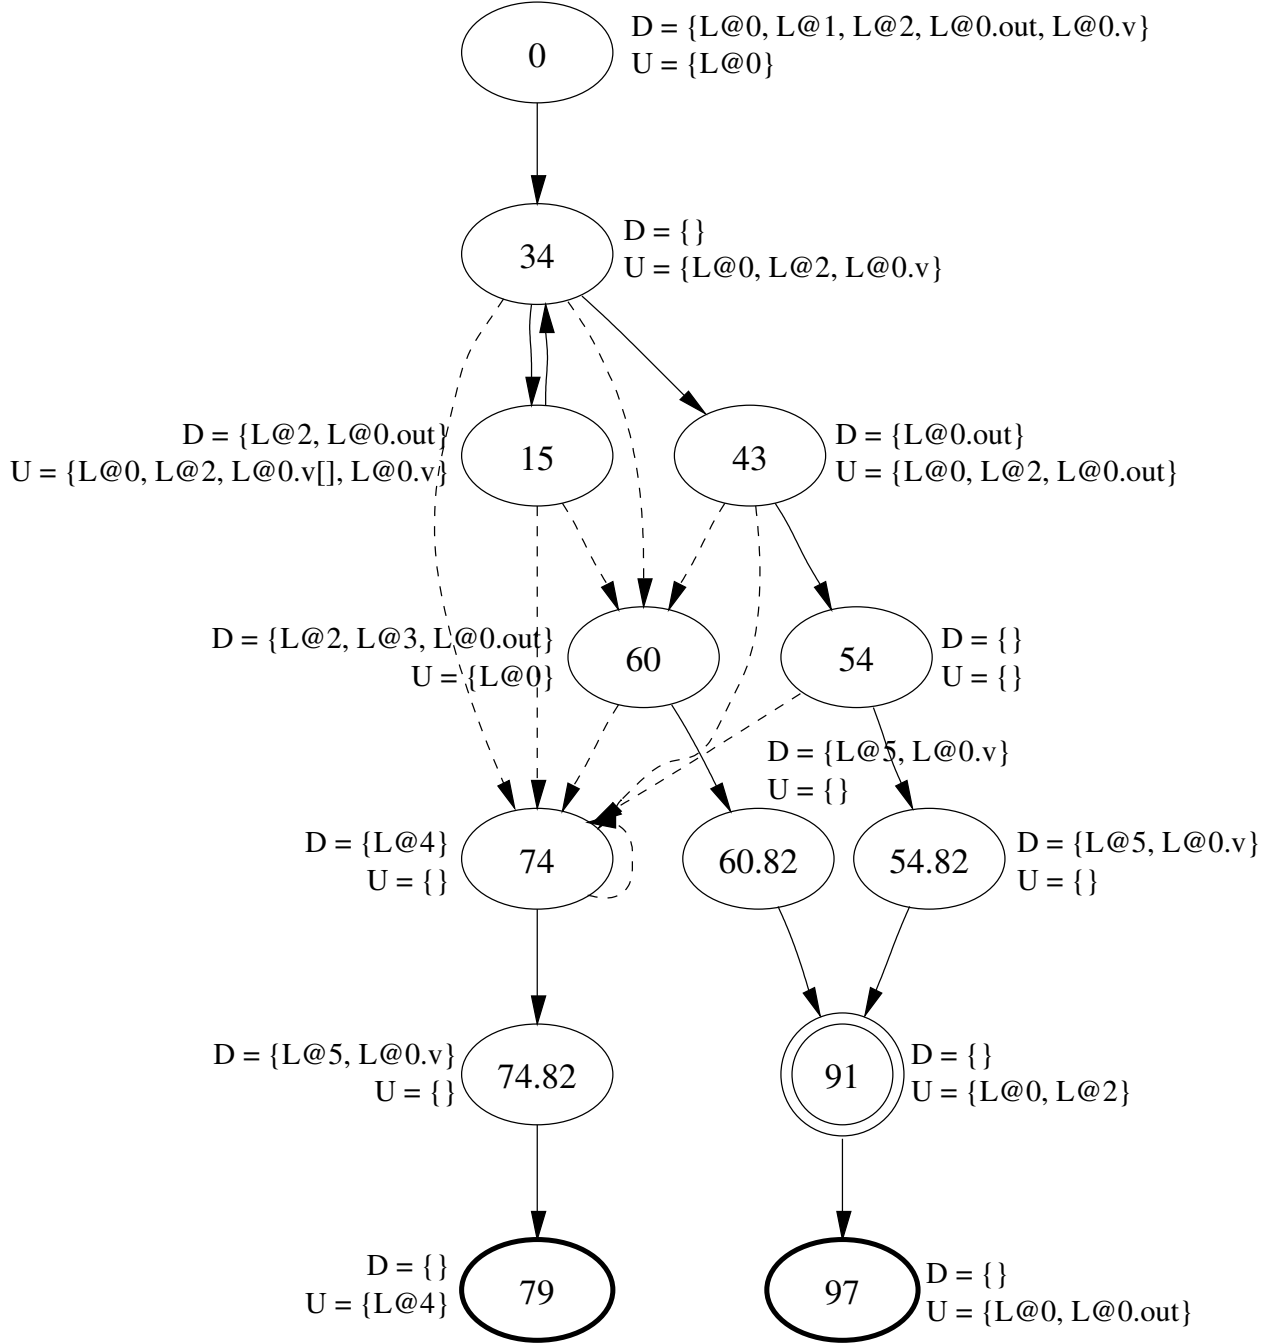 0
D = {L@0, L@1, L@2, L@0.out, L@0.v}
U = {L@0}
34
D = {}
U = {L@0, L@2, L@0.v}
D = {L@2, L@0.out}
U = {L@0, L@2, L@0.v[], L@0.v}
15
43
D = {L@0.out}
U = {L@0, L@2, L@0.out}
D = {L@2, L@3, L@0.out}
U = {L@0}
60
54
D = {}
U = {}
D = {L@5, L@0.v}
U = {}
D = {L@4}
U = {}
74
60.82
54.82
D = {L@5, L@0.v}
U = {}
D = {L@5, L@0.v}
U = {}
74.82
91
D = {}
U = {L@0, L@2}
D = {}
U = {L@4}
79
97
D = {}
U = {L@0, L@0.out}